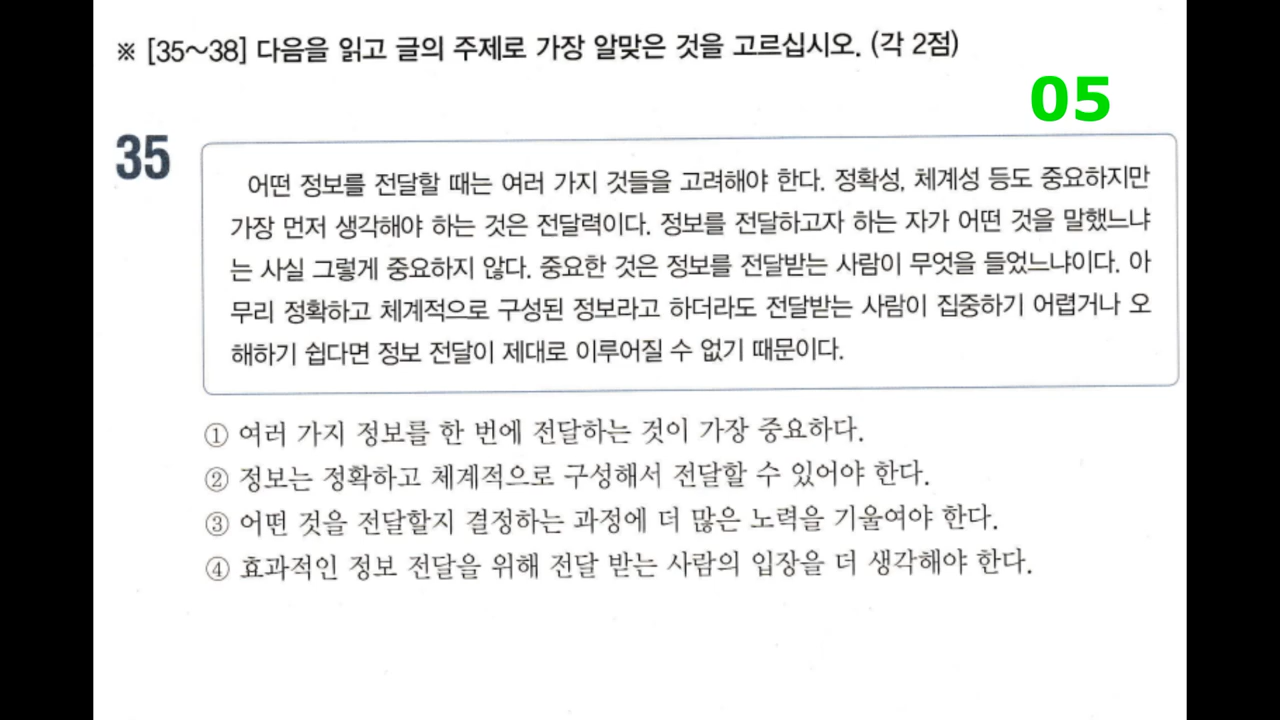 ※ [35~38] 다음을 읽고 글의 주제로 가장 알맞은 것을 고르십시오. (각 2점)
05
35
어떤 정보를 전달할 때는 여러 가지 것들을 고려해야 한다. 정확성, 체계성 등도 중요하지만
가장 먼저 생각해야 하는 것은 전달력이다. 정보를 전달하고자 하는 자가 어떤 것을 말했느냐
는 사실 그렇게 중요하지 않다. 중요한 것은 정보를 전달받는 사람이 무엇을 들었느냐이다. 아
무리 정확하고 체계적으로 구성된 정보라고 하더라도 전달받는 사람이 집중하기 어렵거나 오
해하기 쉽다면 정보 전달이 제대로 이루어질 수 없기 때문이다.
① 여러 가지 정보를 한 번에 전달하는 것이 가장 중요하다.
② 정보는 정확하고 체계적으로 구성해서 전달할 수 있어야 한다.
③ 어떤 것을 전달할지 결정하는 과정에 더 많은 노력을 기울여야 한다.
④ 효과적인 정보 전달을 위해 전달 받는 사람의 입장을 더 생각해야 한다.